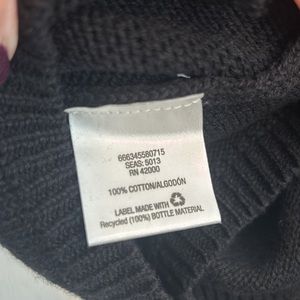 666345580715
SEAS: 5013
RN 42000
100% COTTON/ALGODÓN
LABEL MADE WITH
Recycled (100%) BOTTLE MATERIAL